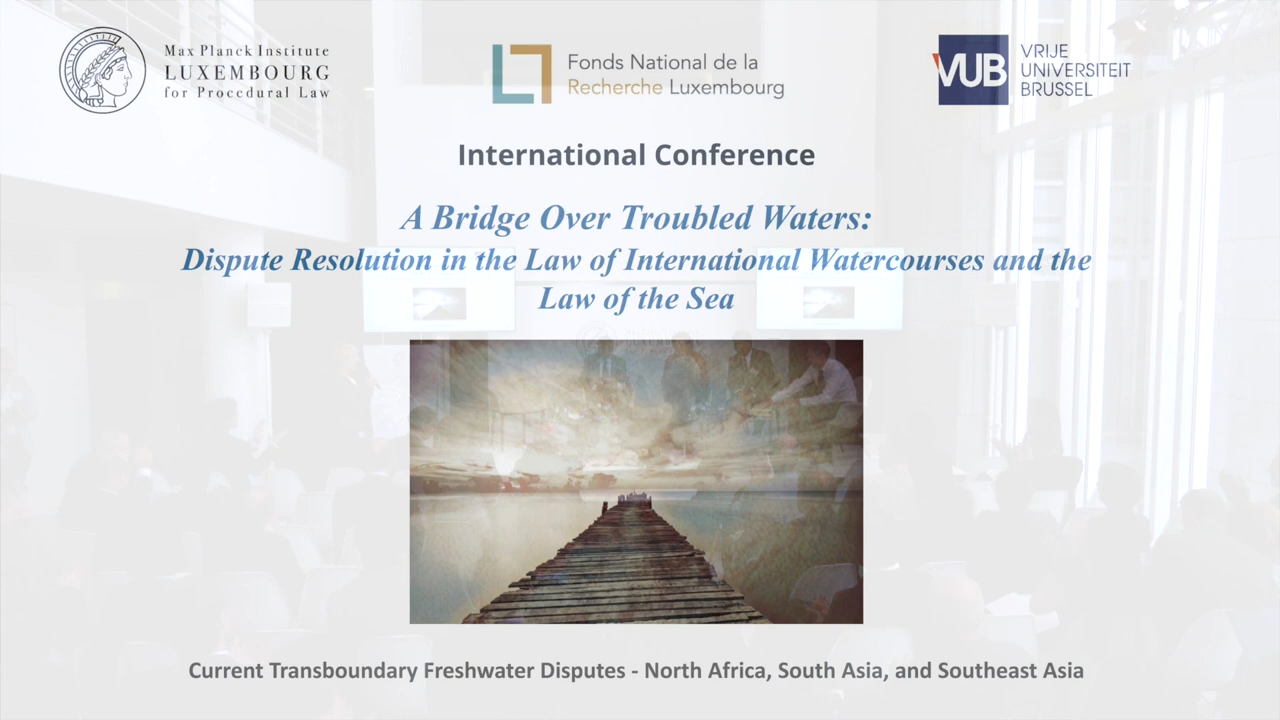 Max Planck Institute
LUXEMBOURG
for Procedural Law
Fonds National de la
Recherche Luxembourg
VUB
VRIJE
UNIVERSITEIT
BRUSSEL
International Conference
A Bridge Over Troubled Waters:
Dispute Resolution in the Law of International Watercourses and the
Law of the Sea
Current Transboundary Freshwater Disputes - North Africa, South Asia, and Southeast Asia